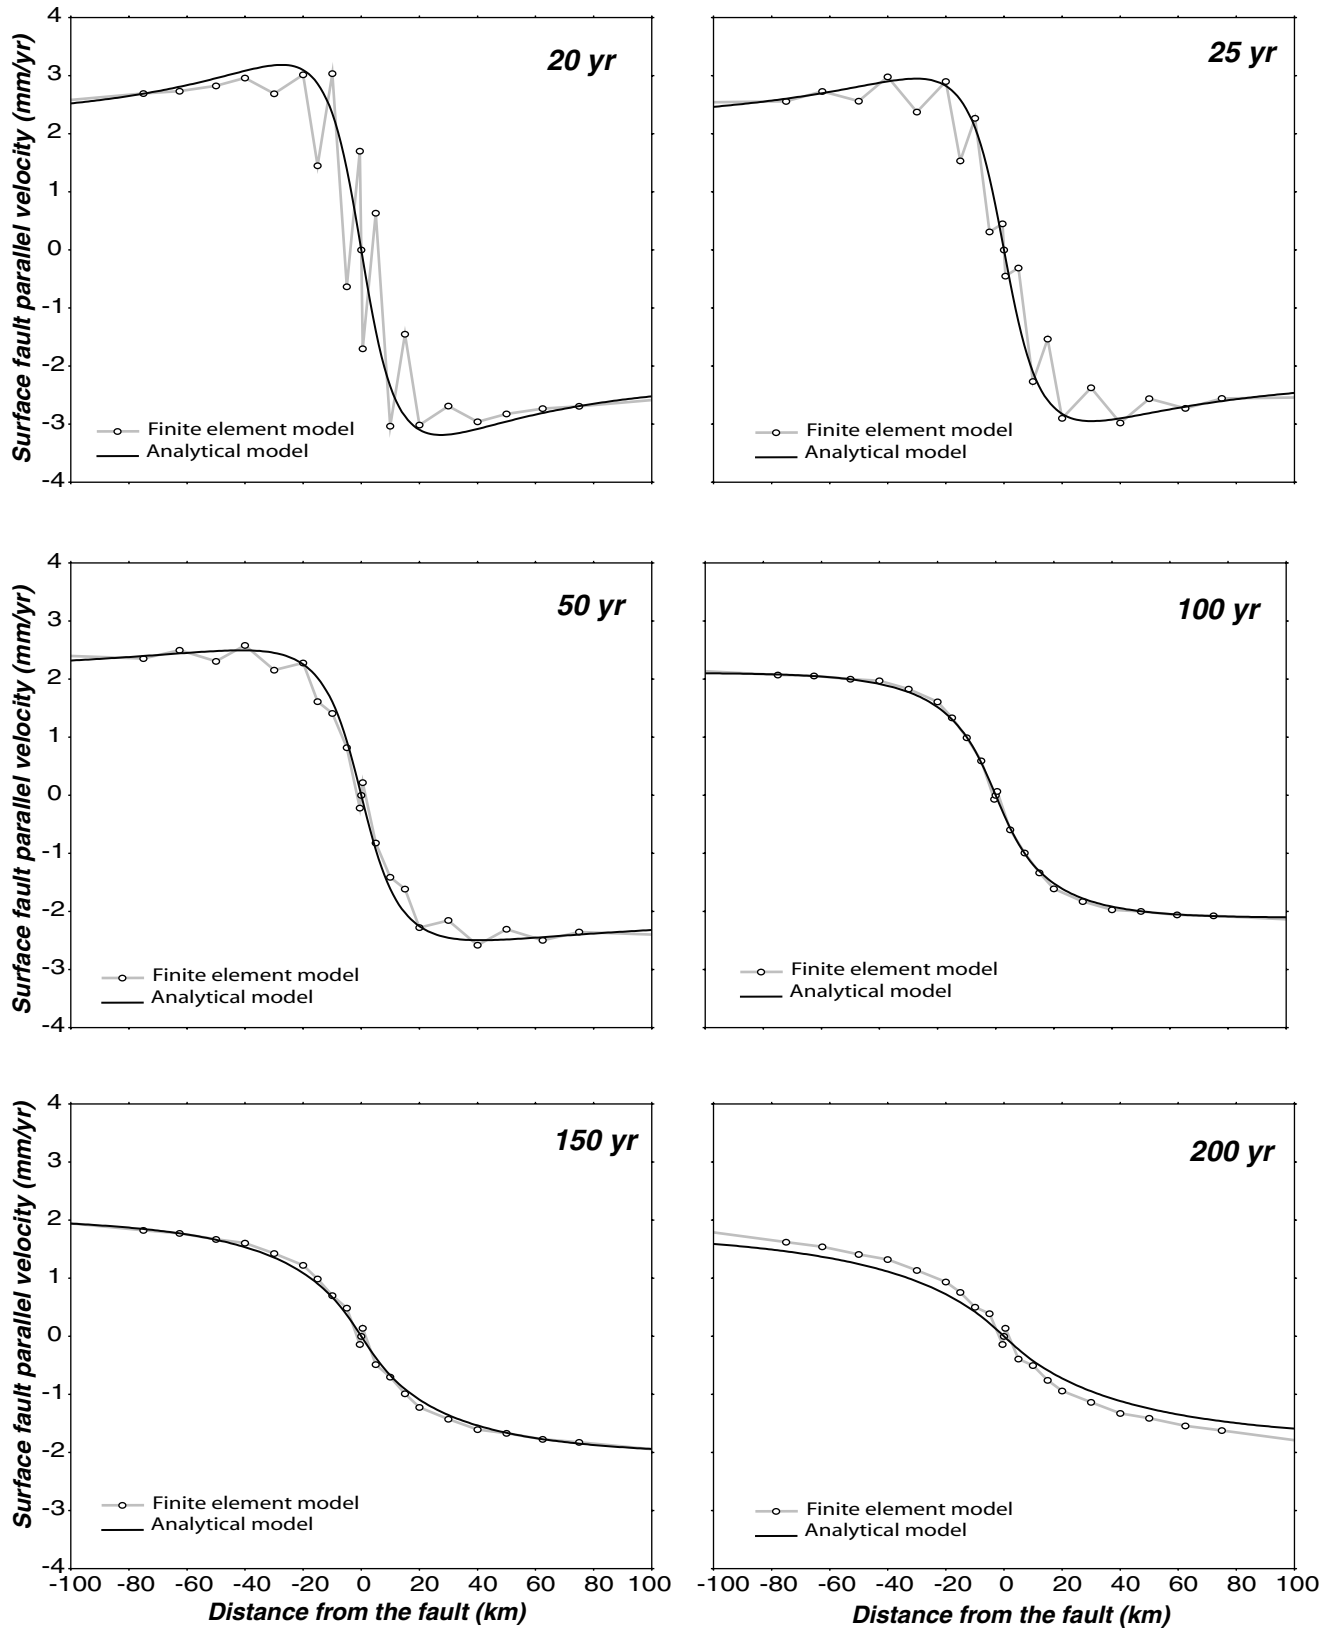 20 yr
4
3
2
1
0
-1
-2
-3
-4
Surface fault parallel velocity (mm/yr)
Finite element model
Analytical model
25 yr
Finite element model
Analytical model
50 yr
4
3
2
1
0
-1
-2
-3
-4
Surface fault parallel velocity (mm/yr)
Finite element model
Analytical model
100 yr
Finite element model
Analytical model
150 yr
4
3
2
1
0
-1
-2
-3
-4
Surface fault parallel velocity (mm/yr)
Finite element model
Analytical model
-100 -80 -60 -40 -20 0 20 40 60 80 100
Distance from the fault (km)
200 yr
Finite element model
Analytical model
-100 -80 -60 -40 -20 0 20 40 60 80 100
Distance from the fault (km)